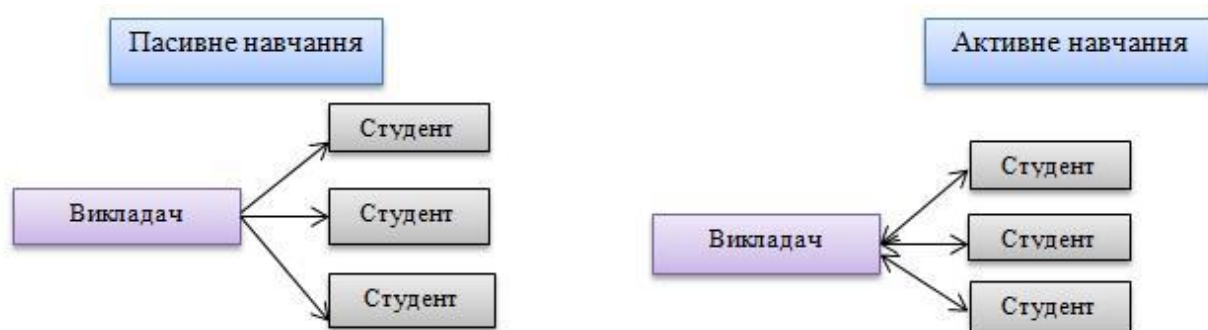 Пасивне навчання
Студент
Викладач
Студент
Студент
Активне навчання
Студент
Викладач
Студент
Студент